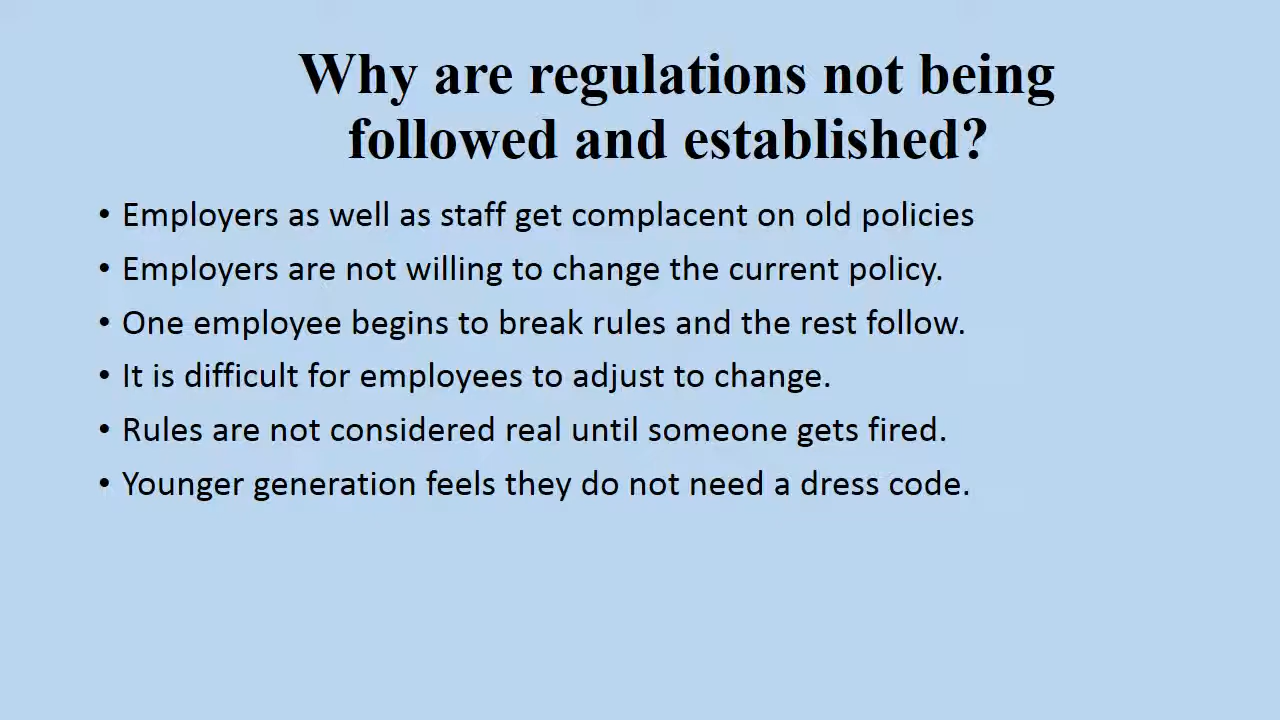 Why are regulations not being
followed and established?
• Employers as well as staff get complacent on old policies
• Employers are not willing to change the current policy.
• One employee begins to break rules and the rest follow.
• It is difficult for employees to adjust to change.
• Rules are not considered real until someone gets fired.
• Younger generation feels they do not need a dress code.